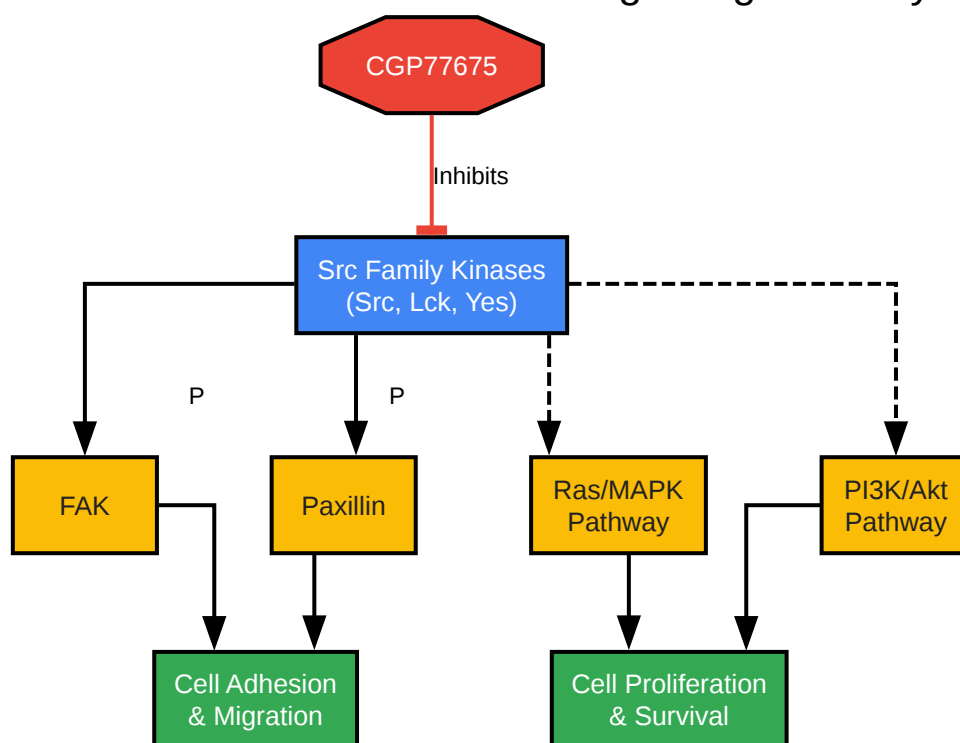 CGP77675
Inhibits
Src Family Kinases
(Src, Lck, Yes)
P
P
FAK
Paxillin
Ras/MAPK
Pathway
PI3K/Akt
Pathway
Cell Adhesion
& Migration
Cell Proliferation
& Survival